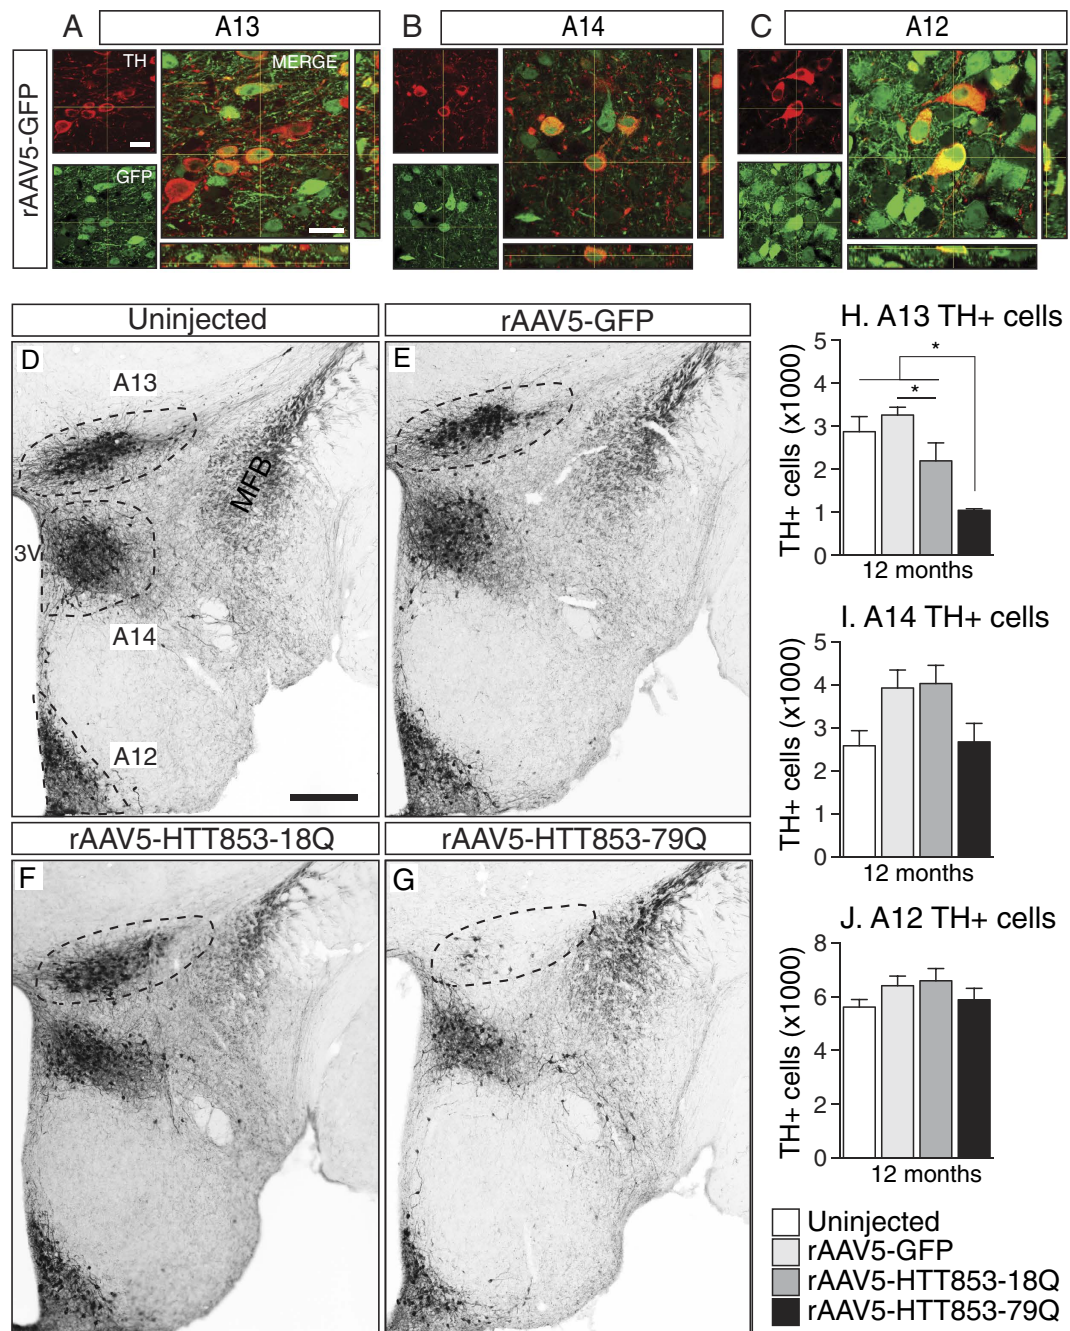 A
A13
B
A14
C
A12
rAAV5-GFP
TH
MERGE
GFP
Uninjected
rAAV5-GFP
D
A13
MFB
3V
A14
A12
E
rAAV5-HTT853-18Q
rAAV5-HTT853-79Q
F
G
H. A13 TH+ cells
TH+ cells (x1000)
5
4
3
2
1
0
*
*
12 months
I. A14 TH+ cells
TH+ cells (x1000)
5
4
3
2
1
0
12 months
J. A12 TH+ cells
TH+ cells (x1000)
8
6
4
2
0
12 months
Uninjected
rAAV5-GFP
rAAV5-HTT853-18Q
rAAV5-HTT853-79Q